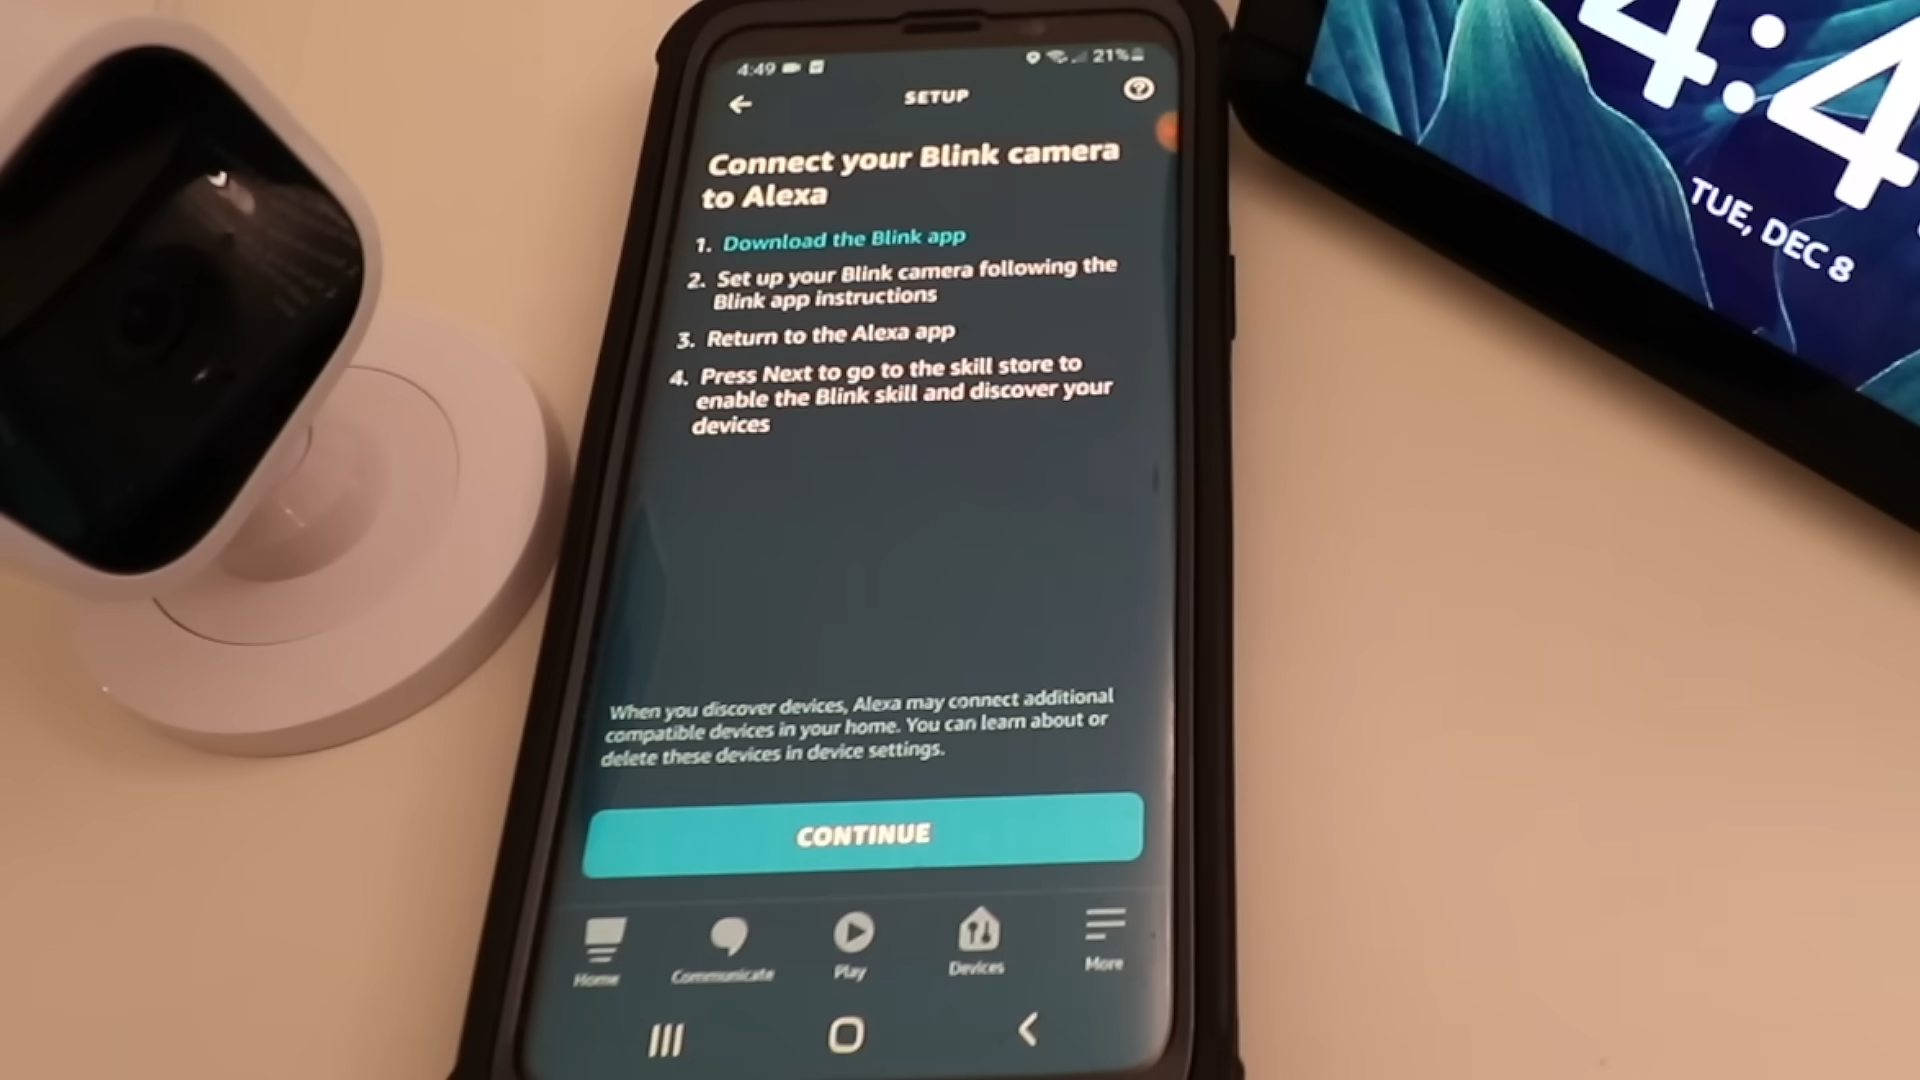 4:49
21%
SETUP
Connect your Blink camera
to Alexa
1. Download the Blink app
2. Set up your Blink camera following the
Blink app instructions
3. Return to the Alexa app
4. Press Next to go to the skill store to
enable the Blink skill and discover your
devices
When you discover devices, Alexa may connect additional
compatible devices in your home. You can learn about or
delete these devices in device settings.
CONTINUE
Home
Communicate
Play
Devices
More
4:4
TUE, DEC 8